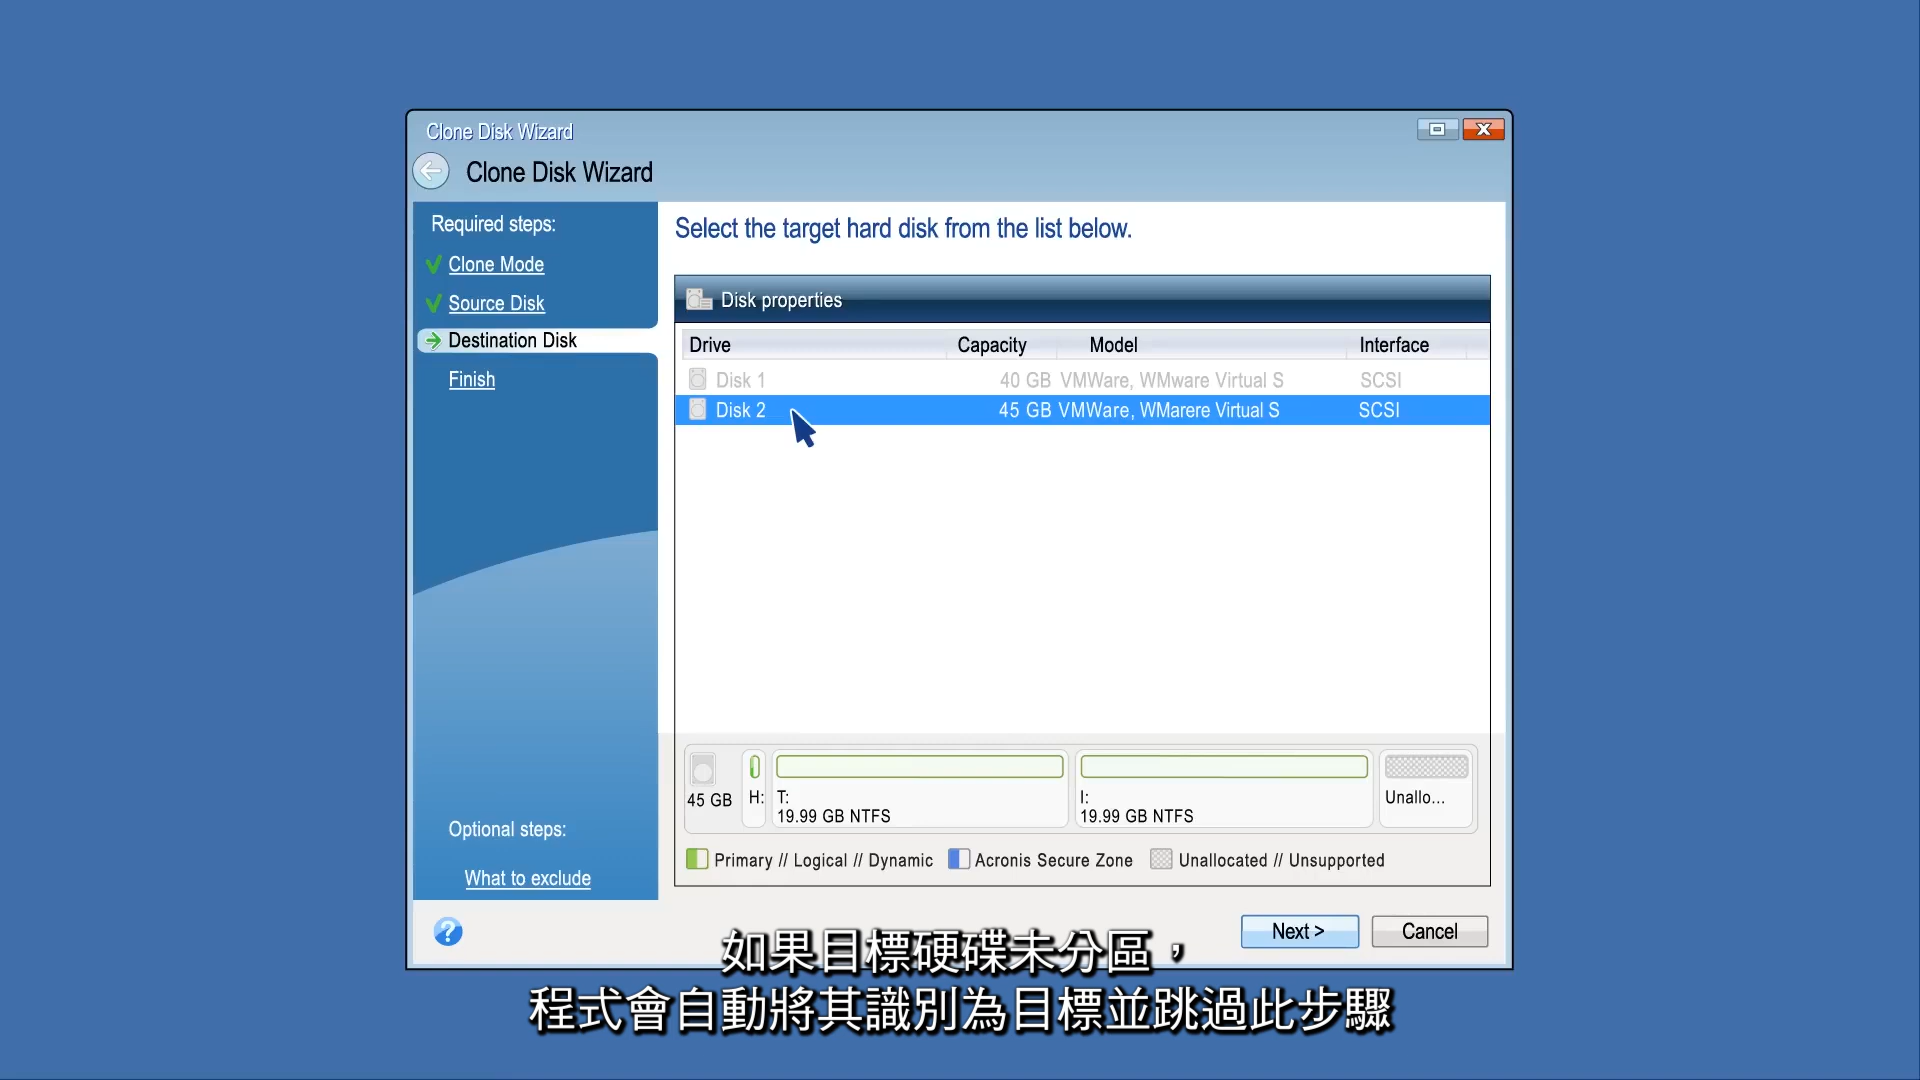 Clone Disk Wizard
Clone Disk Wizard
Required steps:
Clone Mode
Source Disk
Destination Disk
Finish
Optional steps:
What to exclude
Select the target hard disk from the list below.
Disk properties
Drive Capacity Model Interface
Disk 1 40 GB VMWare, WMware Virtual S SCSI
Disk 2 45 GB VMWare, WMarere Virtual S SCSI
45 GB H: T: 19.99 GB NTFS I: 19.99 GB NTFS Unallo...
Primary // Logical // Dynamic Acronis Secure Zone Unallocated // Unsupported
? Next > Cancel
如果目標硬碟未分區，
程式會自動將其識別為目標並跳過此步驟